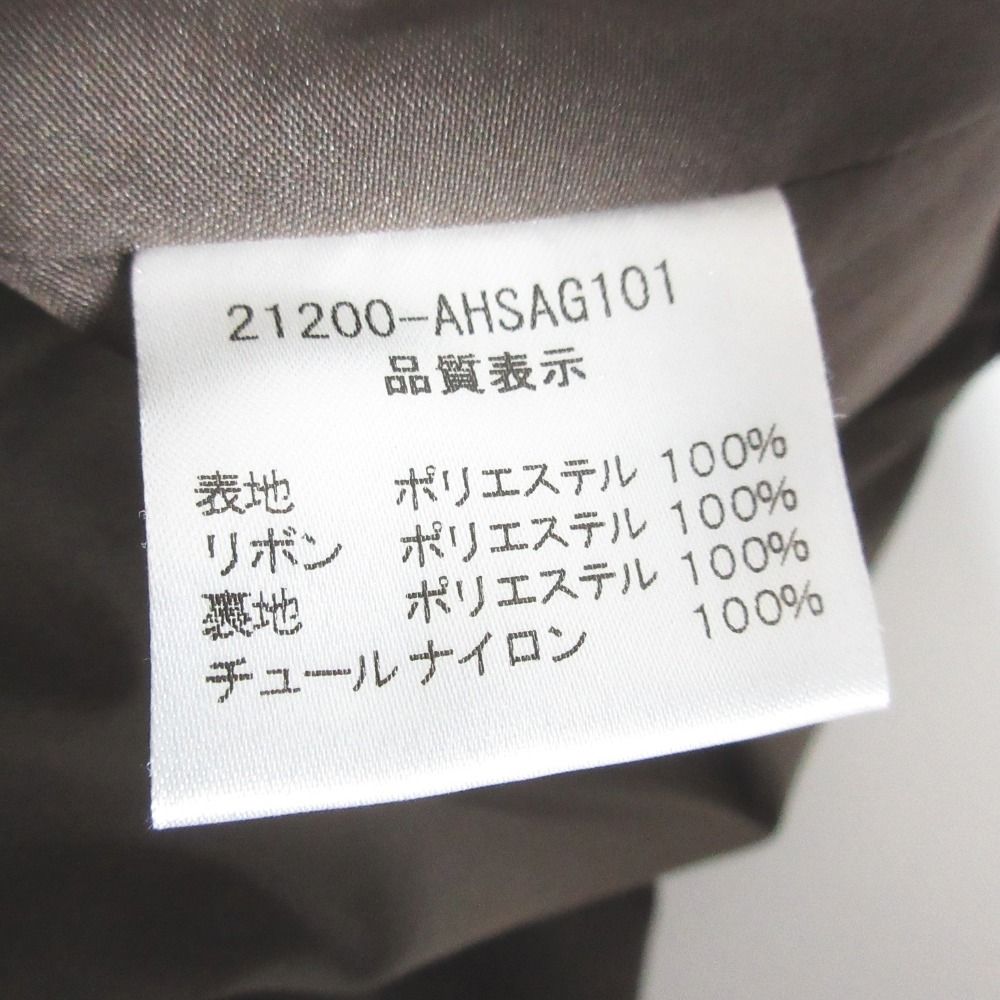 21200-AHSAG101
品質表示
表地 ポリエステル 100%
リボン ポリエステル 100%
裏地 ポリエステル 100%
チュールナイロン 100%